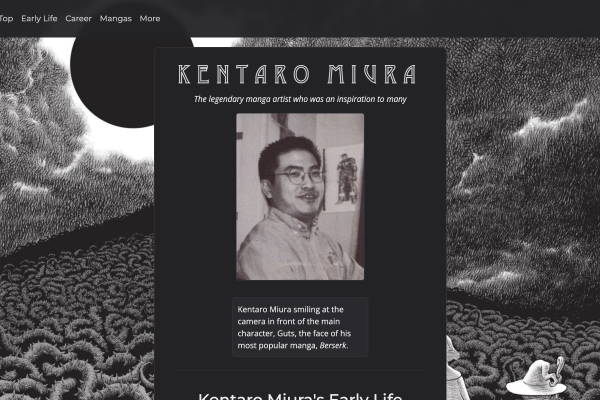 Top Early Life Career Mangas More
KENTARO MIURA
The legendary manga artist who was an inspiration to many
Kentaro Miura smiling at the
camera in front of the main
character, Guts, the face of his
most popular manga, Berserk.
Kentaro Miura's Early Life